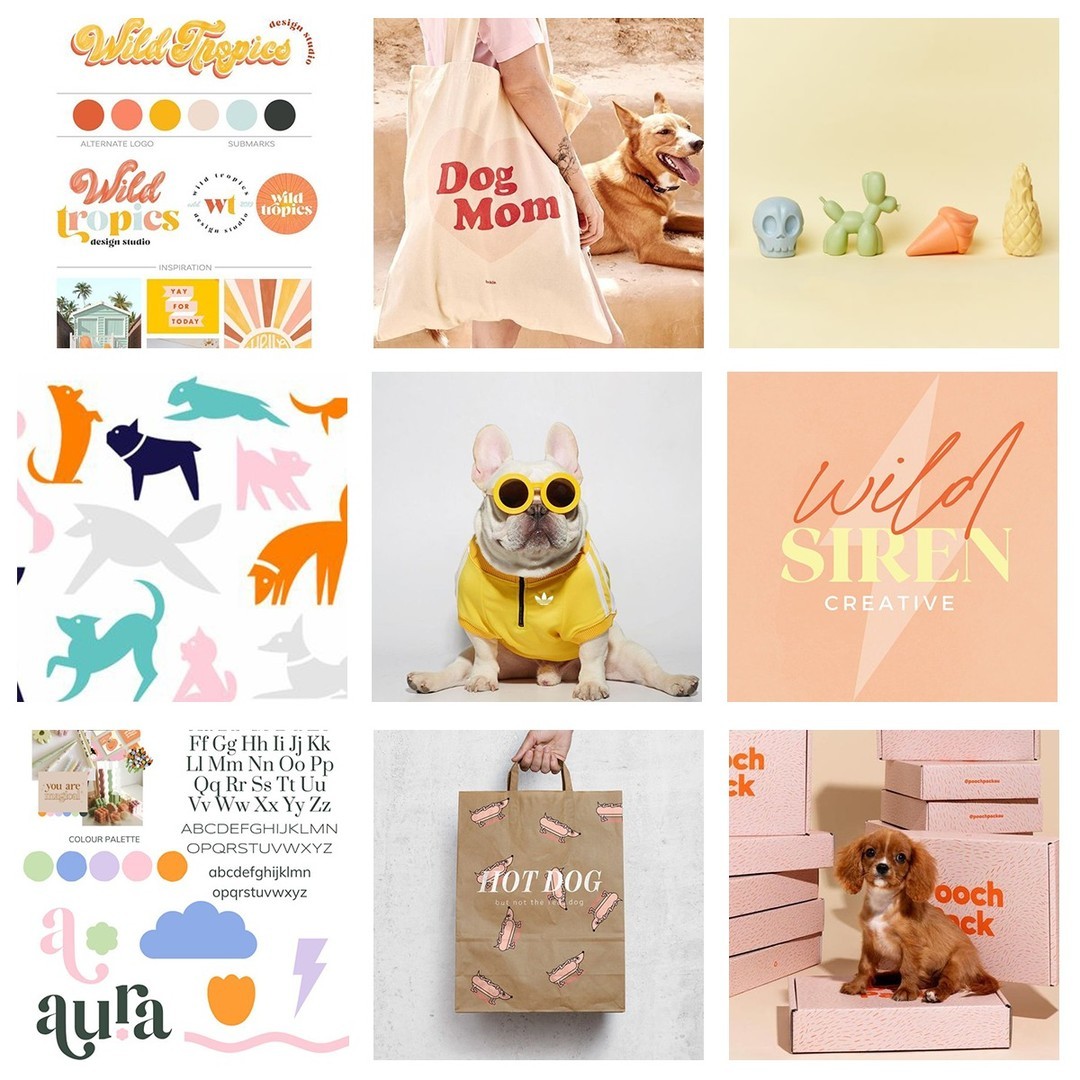 Wild Tropics
design studio
ALTERNATE LOGO
SUBMARKS
Wild
tropics
design studio
wild tropics
wt
design studio
wild
tropics
INSPIRATION
YAY
FOR
TODAY
Dog
Mom
wild
SIREN
CREATIVE
you are
magical
COLOUR PALETTE
Ff Gg Hh Ii Jj Kk
Ll Mm Nn Oo Pp
Qq Rr Ss Tt Uu
Vv Ww Xx Yy Zz
ABCDEFGHIJKLMN
OPQRSTUVWXYZ
abcdefghijklmn
opqrstuvwxyz
a
aura
HOT DOG
but not the real dog
ooch
ck
@poochpackco
@poochpackco
ooch
ack